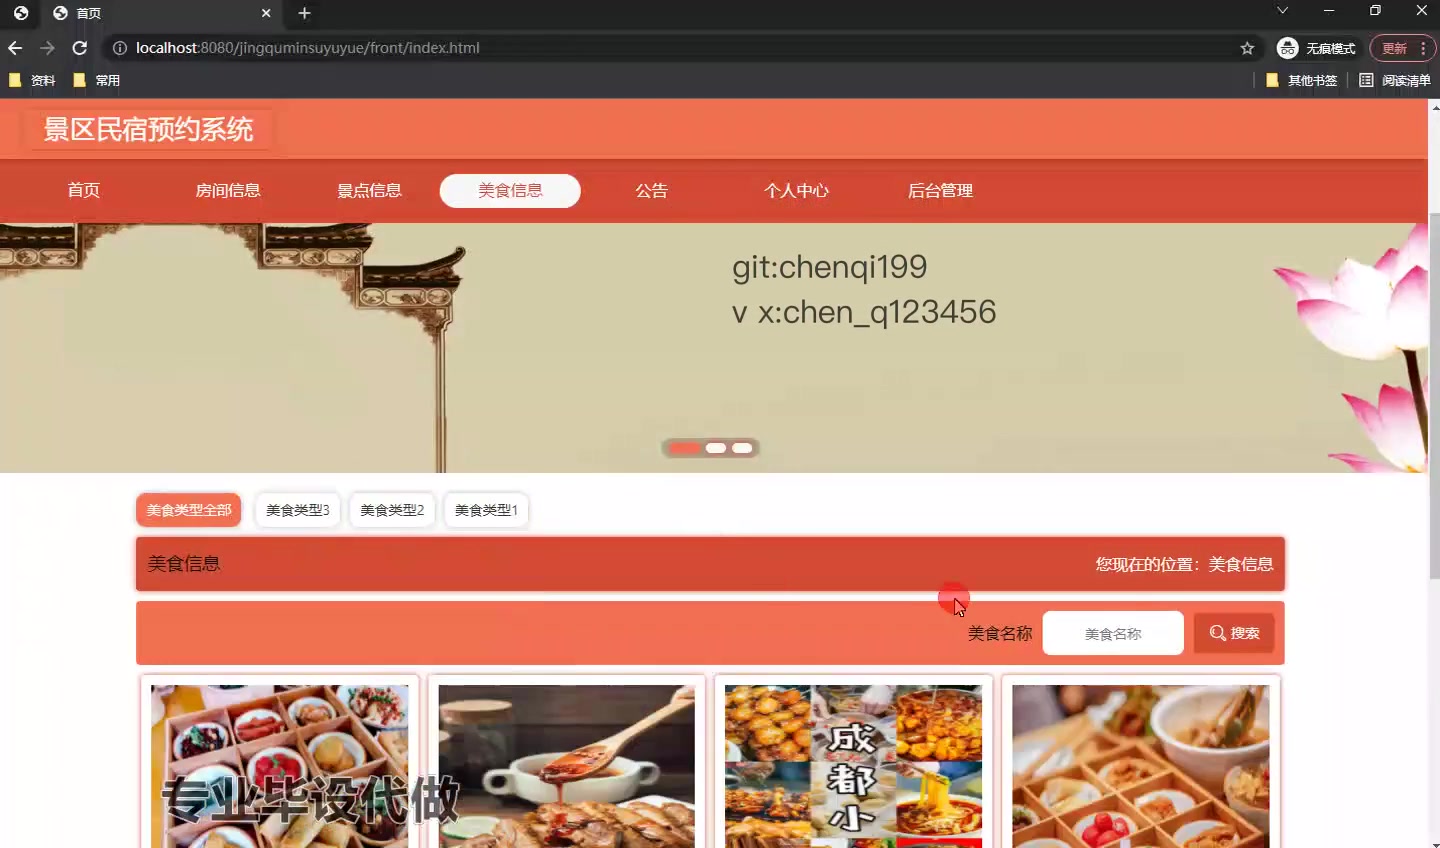 首页
localhost:8080/jingquminsuyuyue/front/index.html
无痕模式
更新
资料
常用
其他书签
阅读清单
景区民宿预约系统
首页
房间信息
景点信息
美食信息
公告
个人中心
后台管理
git:chenqi199
v x:chen_q123456
美食类型全部
美食类型3
美食类型2
美食类型1
美食信息
您现在的位置：美食信息
美食名称
美食名称
搜索
成
都
小
专业毕设代做